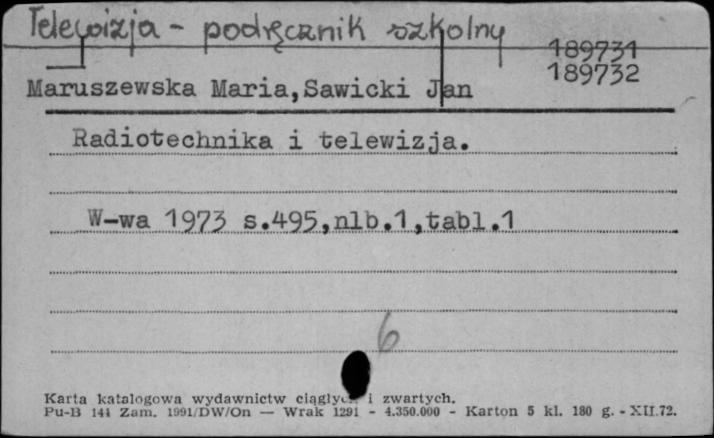 Telewizja - podręcznik szkolny
189731
189732
Maruszewska Maria,Sawicki Jan
Radiotechnika i telewizja.
W-wa 1973 s.495,nlb.1,tabl.1
6
Karta katalogowa wydawnictw ciągłych i zwartych.
Pu-B 144 Zam. 1991/DW/On — Wrak 1291 - 4.350.000 - Karton 5 kl. 180 g. - XII.72.